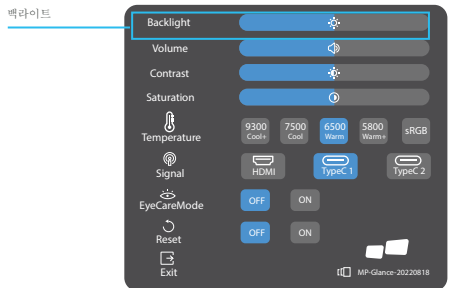 백라이트
Backlight
Volume
Contrast
Saturation
Temperature
9300 Cool+
7500 Cool
6500 Warm
5800 Warm+
sRGB
Signal
HDMI
TypeC 1
TypeC 2
EyeCareMode
OFF
ON
Reset
OFF
ON
Exit
MP-Glance-20220818